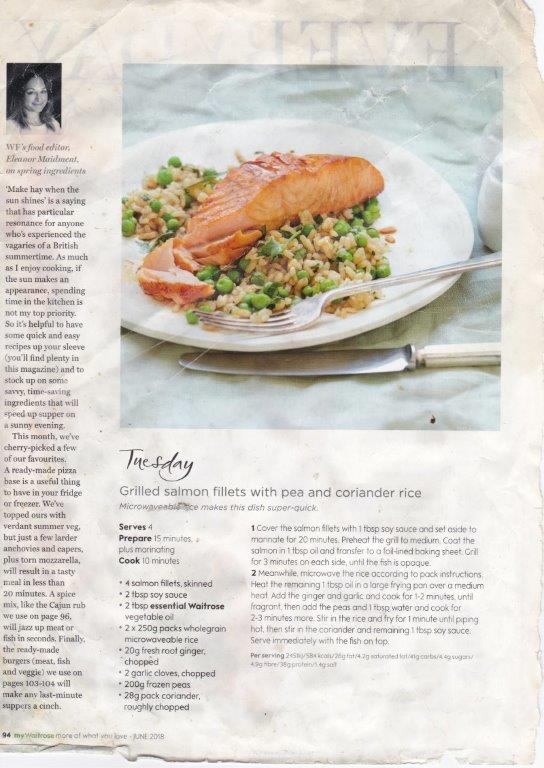 WF's food editor,
Eleanor Maidment,
on spring ingredients
'Make hay when the
sun shines' is a saying
that has particular
resonance for anyone
who's experienced the
vagaries of a British
summertime. As much
as I enjoy cooking, if
the sun makes an
appearance, spending
time in the kitchen is
not my top priority.
So it's helpful to have
some quick and easy
recipes up your sleeve
(you'll find plenty in
this magazine) and to
stock up on some
savvy, time-saving
ingredients that will
speed up supper on
a sunny evening.
This month, we've
cherry-picked a few
of our favourites.
A ready-made pizza
base is a useful thing
to have in your fridge
or freezer. We've
topped ours with
verdant summer veg,
but just a few larder
anchovies and capers,
plus torn mozzarella,
will result in a tasty
meal in less than
20 minutes. A spice
mix, like the Cajun rub
we use on page 96,
will jazz up meat or
fish in seconds. Finally,
the ready-made
burgers (meat, fish
and veggie) we use on
pages 103-104 will
make any last-minute
suppers a cinch.
Tuesday
Grilled salmon fillets with pea and coriander rice
Microwaveable rice makes this dish super-quick.
Serves 4
Prepare 15 minutes,
plus marinating
Cook 10 minutes
• 4 salmon fillets, skinned
• 2 tbsp soy sauce
• 2 tbsp essential Waitrose
vegetable oil
• 2 x 250g packs wholegrain
microwaveable rice
• 20g fresh root ginger,
chopped
• 2 garlic cloves, chopped
• 200g frozen peas
• 28g pack coriander,
roughly chopped
1 Cover the salmon fillets with 1 tbsp soy sauce and set aside to
marinate for 20 minutes. Preheat the grill to medium. Coat the
salmon in 1 tbsp oil and transfer to a foil-lined baking sheet. Grill
for 3 minutes on each side, until the fish is opaque.
2 Meanwhile, microwave the rice according to pack instructions.
Heat the remaining 1 tbsp oil in a large frying pan over a medium
heat. Add the ginger and garlic and cook for 1-2 minutes, until
fragrant, then add the peas and 1 tbsp water and cook for
2-3 minutes more. Stir in the rice and fry for 1 minute until piping
hot, then stir in the coriander and remaining 1 tbsp soy sauce.
Serve immediately with the fish on top.
Per serving 2451kJ/584kcals/26g fat/4.2g saturated fat/41g carbs/4.4g sugars/
4.9g fibre/38g protein/1.4g salt
94 myWaitrose more of what you love - JUNE 2018